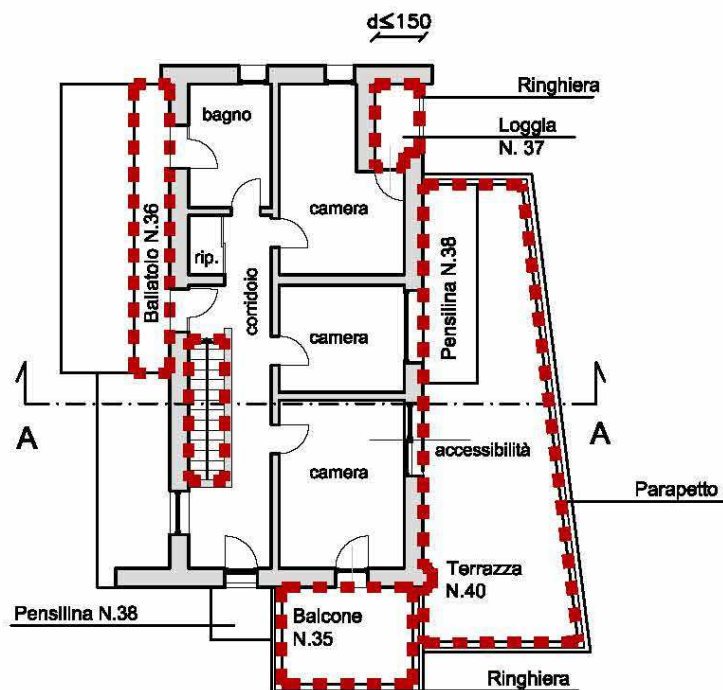 d≤150
Ringhiera
bagno
Loggia
N. 37
camera
Ballatoio N.36
rip.
corridoio
Pensilina N.38
camera
A
A
accessibilità
camera
Parapetto
Terrazza
N.40
Pensilina N.38
Balcone
N.35
Ringhiera